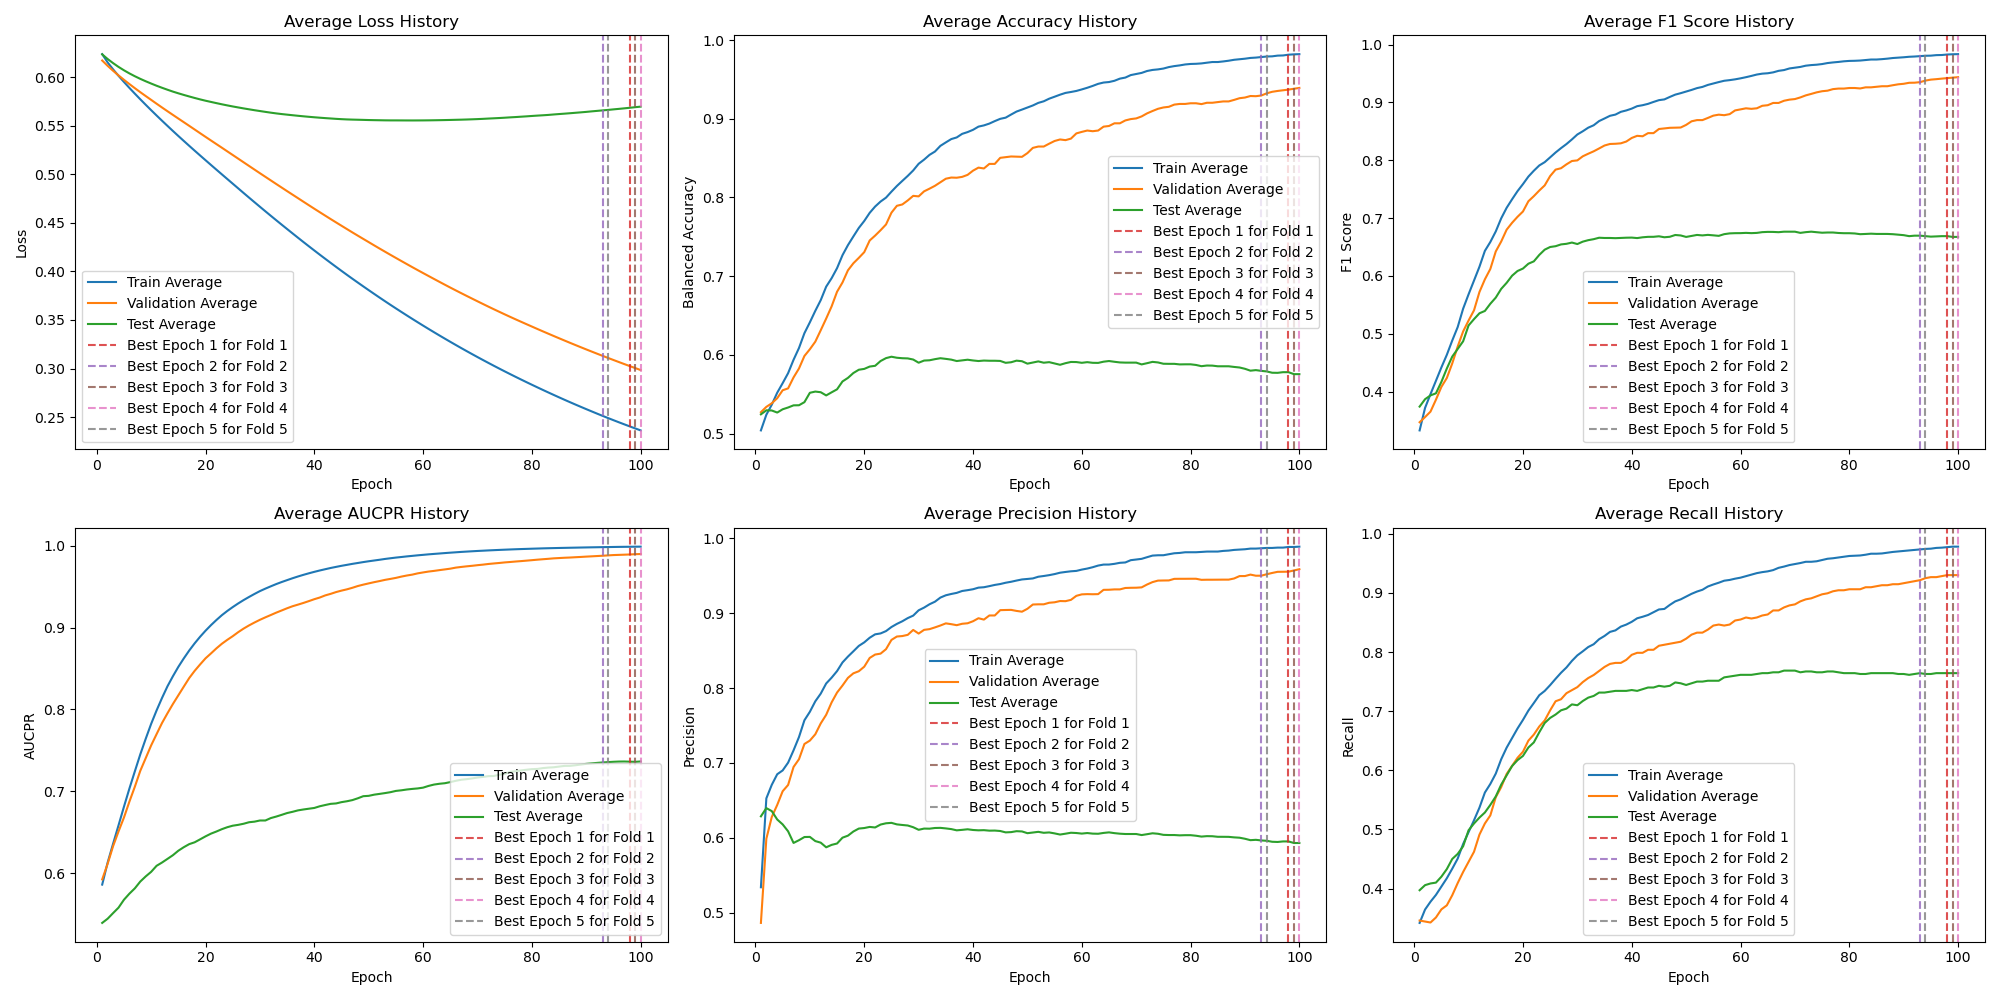 Average Loss History
Loss
0.60
0.55
0.50
0.45
0.40
0.35
0.30
0.25
Train Average
Validation Average
Test Average
Best Epoch 1 for Fold 1
Best Epoch 2 for Fold 2
Best Epoch 3 for Fold 3
Best Epoch 4 for Fold 4
Best Epoch 5 for Fold 5
0 20 40 60 80 100
Epoch
Average Accuracy History
Balanced Accuracy
1.0
0.9
0.8
0.7
0.6
0.5
Train Average
Validation Average
Test Average
Best Epoch 1 for Fold 1
Best Epoch 2 for Fold 2
Best Epoch 3 for Fold 3
Best Epoch 4 for Fold 4
Best Epoch 5 for Fold 5
0 20 40 60 80 100
Epoch
Average F1 Score History
F1 Score
1.0
0.9
0.8
0.7
0.6
0.5
0.4
Train Average
Validation Average
Test Average
Best Epoch 1 for Fold 1
Best Epoch 2 for Fold 2
Best Epoch 3 for Fold 3
Best Epoch 4 for Fold 4
Best Epoch 5 for Fold 5
0 20 40 60 80 100
Epoch
Average AUCPR History
AUCPR
1.0
0.9
0.8
0.7
0.6
Train Average
Validation Average
Test Average
Best Epoch 1 for Fold 1
Best Epoch 2 for Fold 2
Best Epoch 3 for Fold 3
Best Epoch 4 for Fold 4
Best Epoch 5 for Fold 5
0 20 40 60 80 100
Epoch
Average Precision History
Precision
1.0
0.9
0.8
0.7
0.6
0.5
Train Average
Validation Average
Test Average
Best Epoch 1 for Fold 1
Best Epoch 2 for Fold 2
Best Epoch 3 for Fold 3
Best Epoch 4 for Fold 4
Best Epoch 5 for Fold 5
0 20 40 60 80 100
Epoch
Average Recall History
Recall
1.0
0.9
0.8
0.7
0.6
0.5
0.4
Train Average
Validation Average
Test Average
Best Epoch 1 for Fold 1
Best Epoch 2 for Fold 2
Best Epoch 3 for Fold 3
Best Epoch 4 for Fold 4
Best Epoch 5 for Fold 5
0 20 40 60 80 100
Epoch